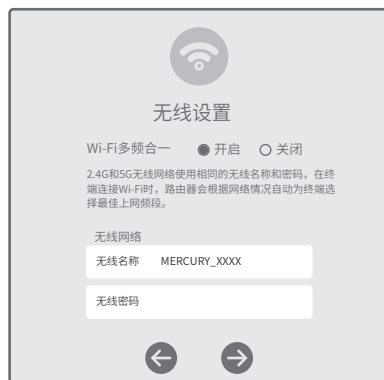 无线设置
Wi-Fi多频合一 开启 关闭
2.4G和5G无线网络使用相同的无线名称和密码，在终
端连接Wi-Fi时，路由器会根据网络情况自动为终端选
择最佳上网频段。
无线网络
无线名称 MERCURY_XXXX
无线密码